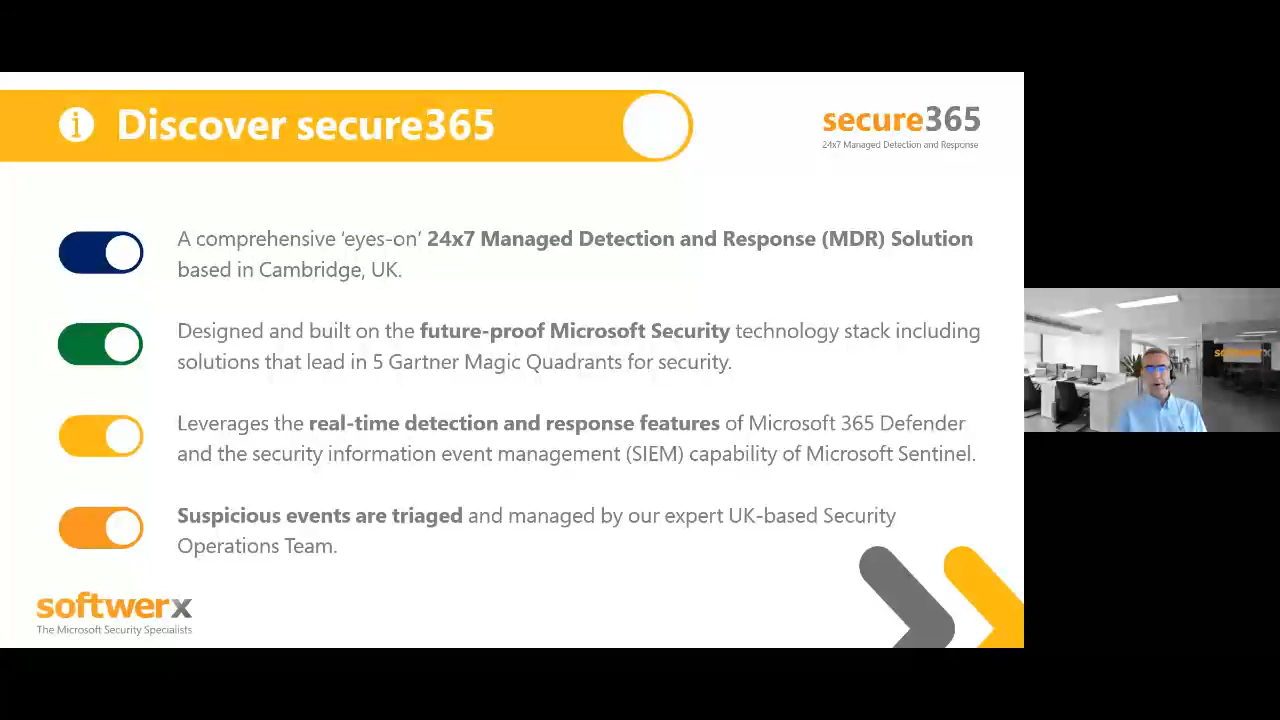 i Discover secure365
secure365
24x7 Managed Detection and Response
A comprehensive ‘eyes-on’ 24x7 Managed Detection and Response (MDR) Solution
based in Cambridge, UK.
Designed and built on the future-proof Microsoft Security technology stack including
solutions that lead in 5 Gartner Magic Quadrants for security.
Leverages the real-time detection and response features of Microsoft 365 Defender
and the security information event management (SIEM) capability of Microsoft Sentinel.
Suspicious events are triaged and managed by our expert UK-based Security
Operations Team.
softwerx
The Microsoft Security Specialists
softwerx